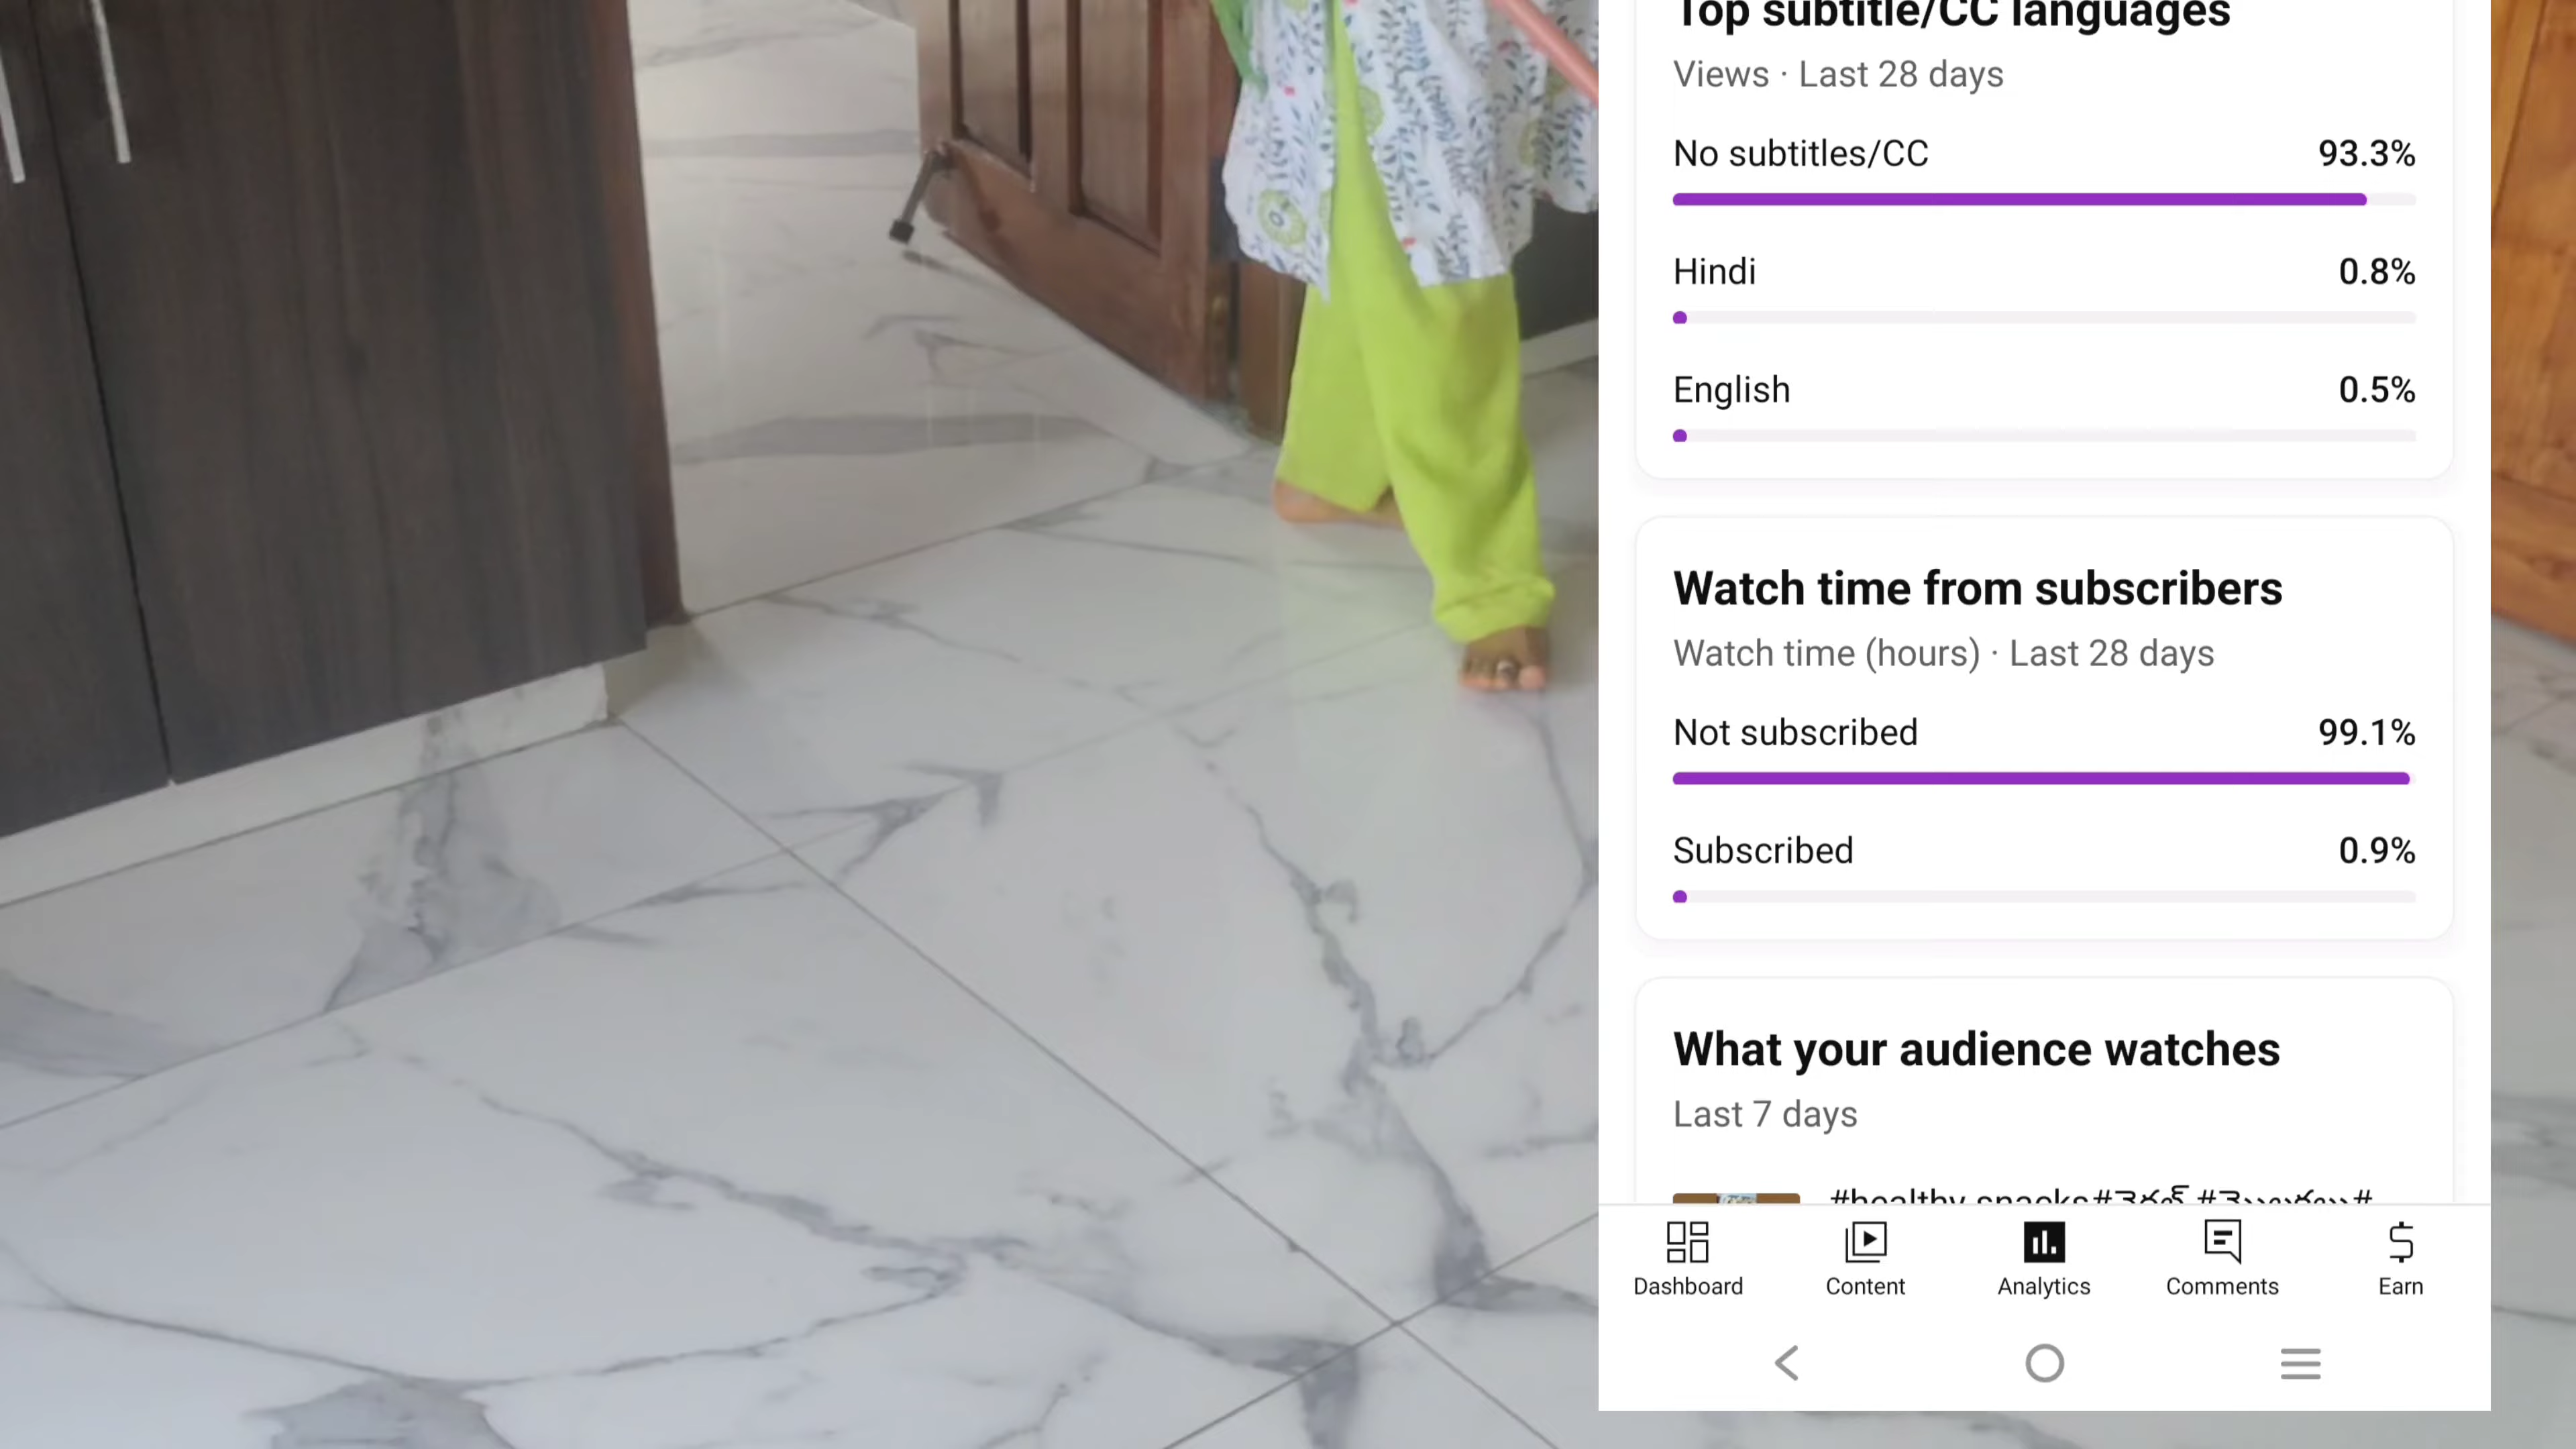 Top subtitle/CC languages
Views · Last 28 days
No subtitles/CC 93.3%
Hindi 0.8%
English 0.5%
Watch time from subscribers
Watch time (hours) · Last 28 days
Not subscribed 99.1%
Subscribed 0.9%
What your audience watches
Last 7 days
#healthy snacks#
Dashboard Content Analytics Comments Earn